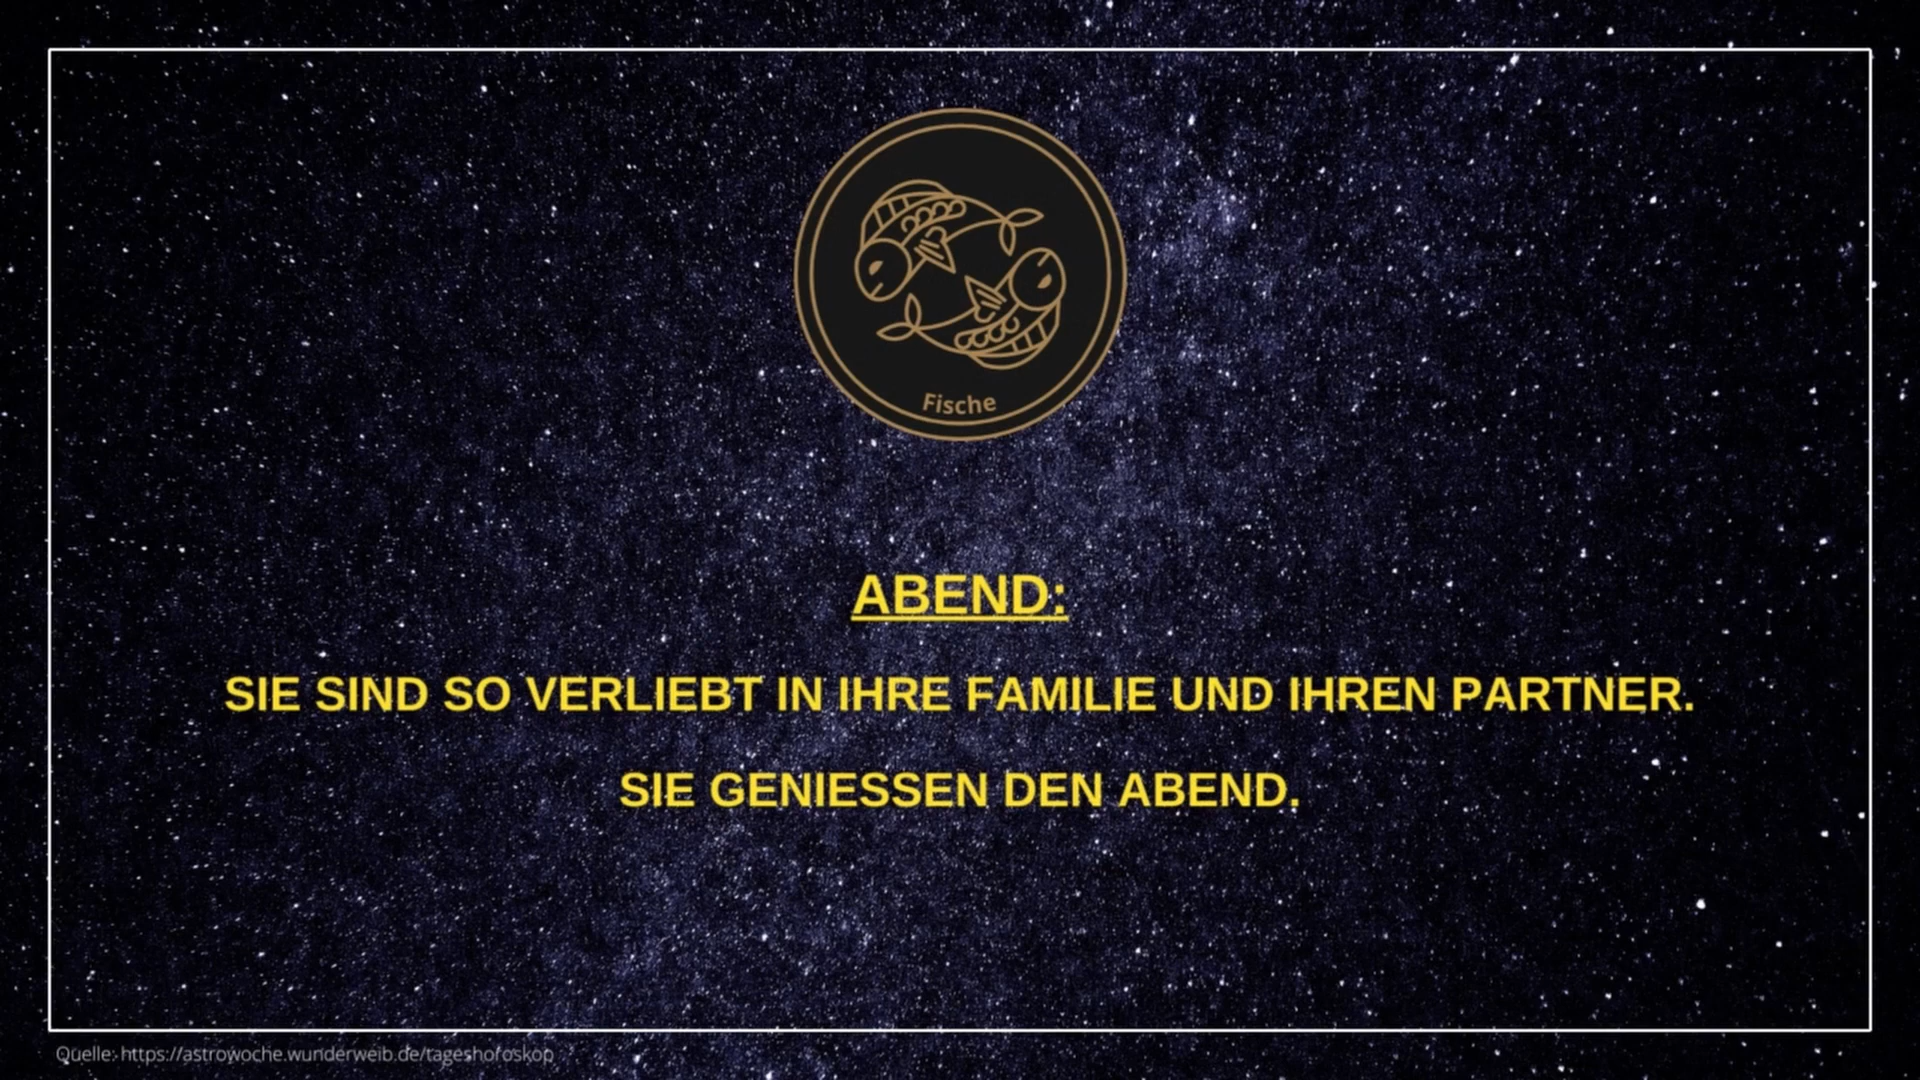 Fische
ABEND:
SIE SIND SO VERLIEBT IN IHRE FAMILIE UND IHREN PARTNER.
SIE GENIESSEN DEN ABEND.
Quelle: https://astrowoche.wunderweib.de/tageshoroskop